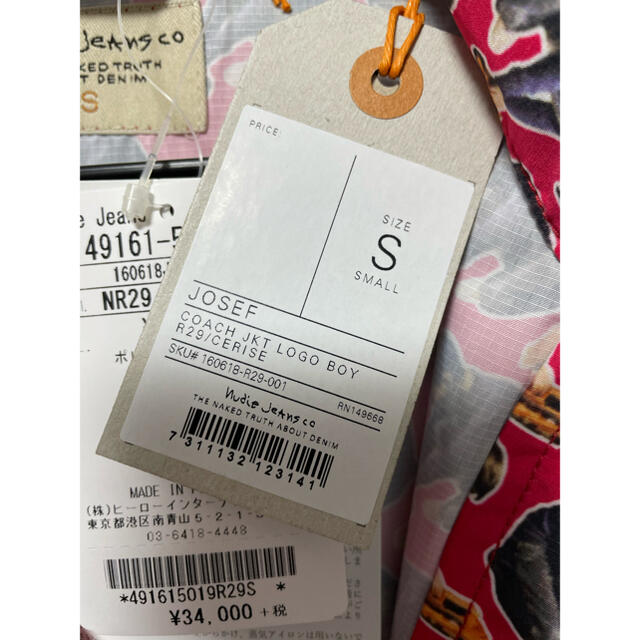 Jeans co
NAKED TRUTH
DENIM
S
PRICE:
SIZE
S
SMALL
JOSEF
COACH JKT LOGO BOY
R29/CERISE
SKU# 160618-R29-001
RN149668
Nudie Jeans co
THE NAKED TRUTH ABOUT DENIM
7 311132 123141
Jeans
49161-5
160618
NR29
MADE IN
(株)ヒーローインター
東京都港区南青山5-2-1
03-6418-4448
*491615019R29S *
¥34,000 +税